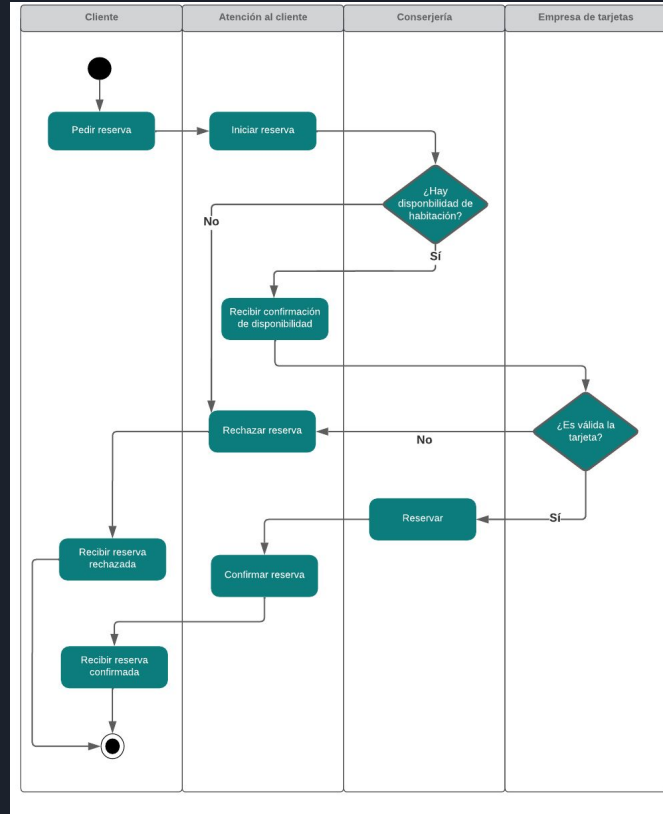 Cliente
Atención al cliente
Conserjería
Empresa de tarjetas
Pedir reserva
Iniciar reserva
¿Hay
disponbilidad de
habitación?
No
Sí
Recibir confirmación
de disponibilidad
Rechazar reserva
No
¿Es válida la
tarjeta?
Reservar
Sí
Recibir reserva
rechazada
Confirmar reserva
Recibir reserva
confirmada